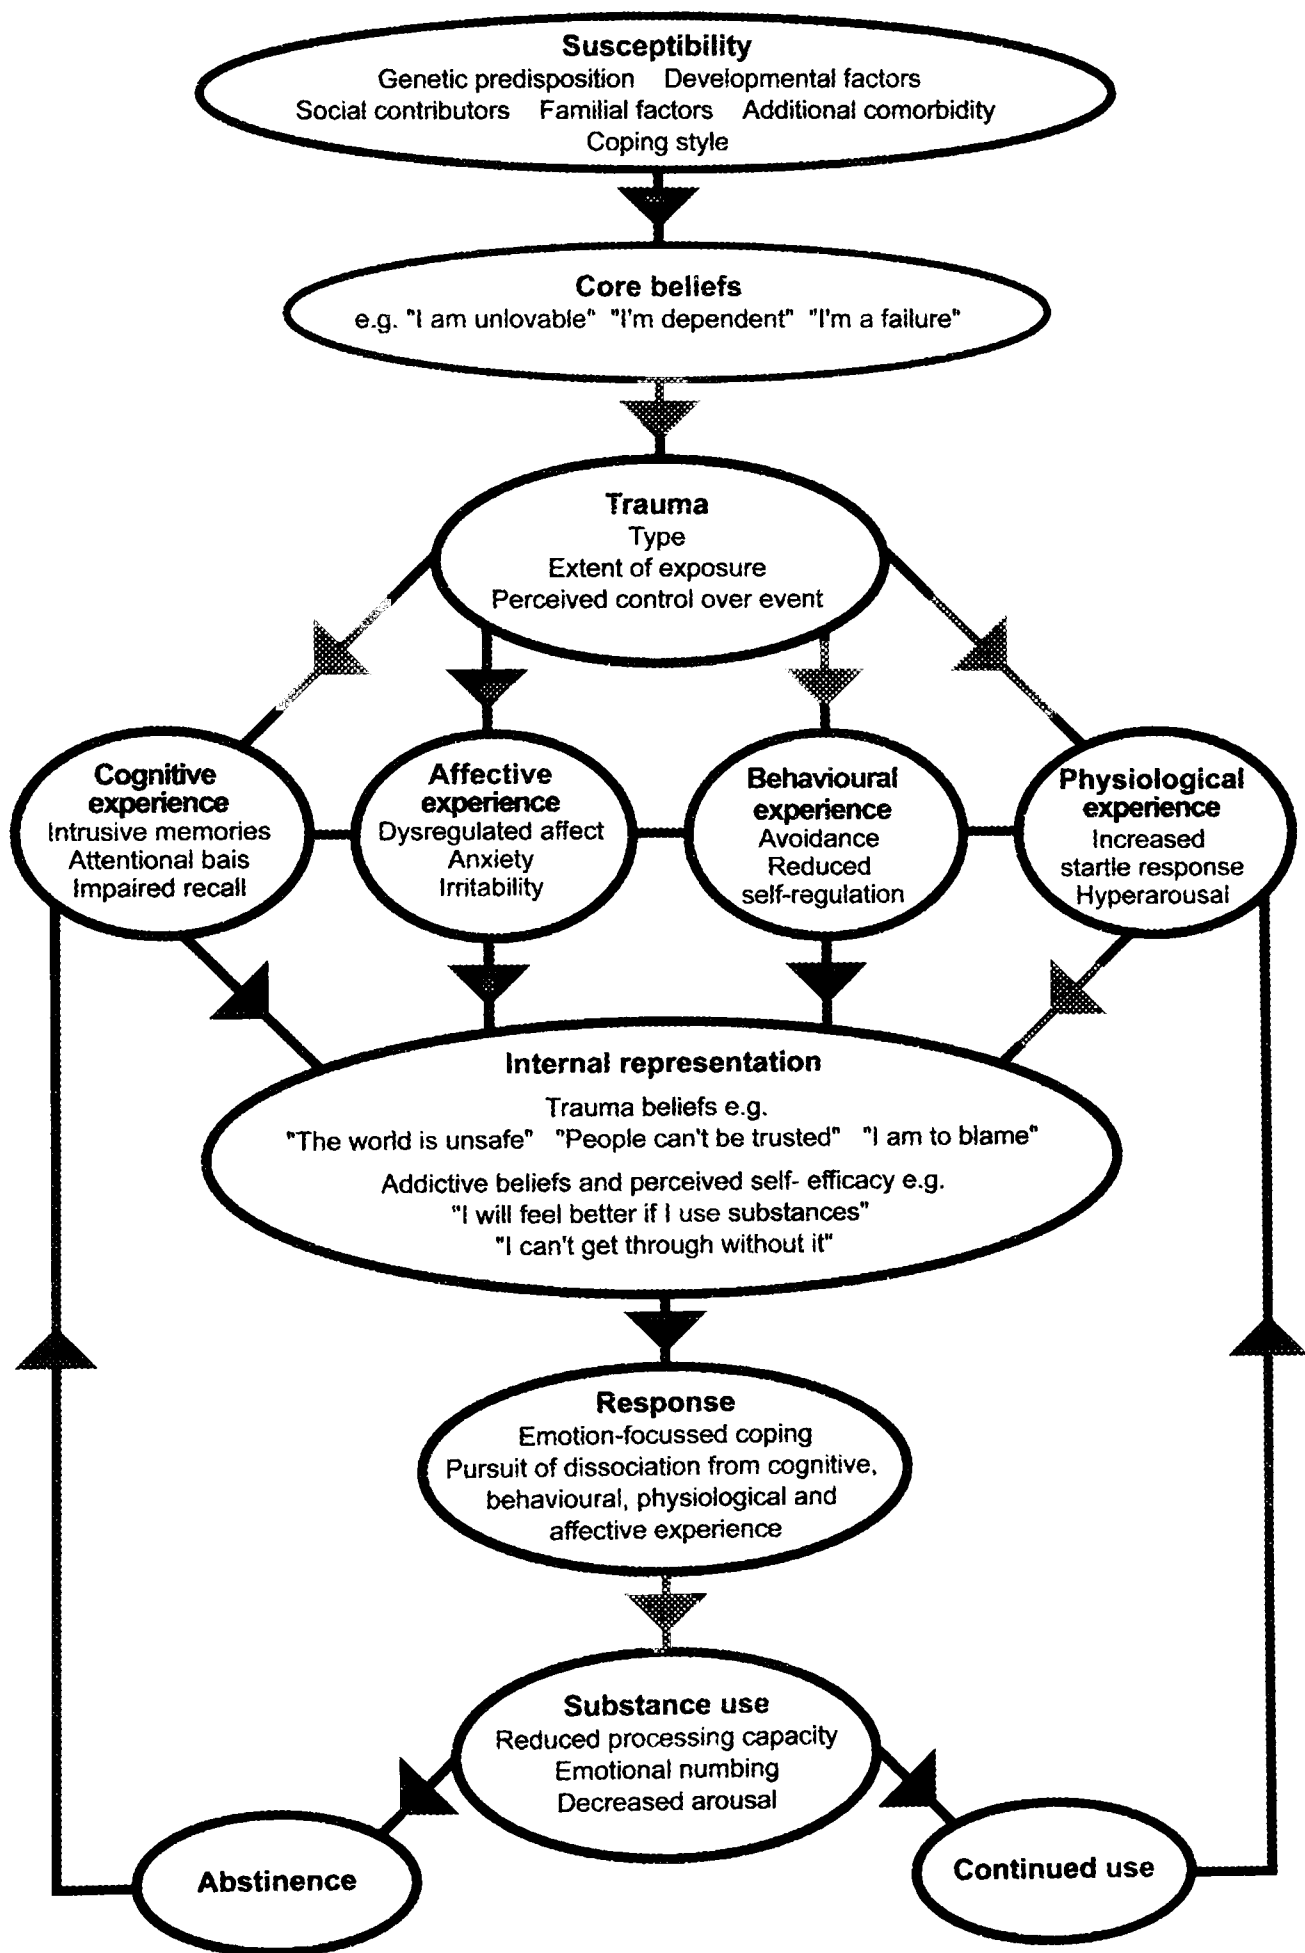 Susceptibility
Genetic predisposition Developmental factors
Social contributors Familial factors Additional comorbidity
Coping style
Core beliefs
e.g. "I am unlovable" "I'm dependent" "I'm a failure"
Trauma
Type
Extent of exposure
Perceived control over event
Cognitive
experience
Intrusive memories
Attentional bais
Impaired recall
Affective
experience
Dysregulated affect
Anxiety
Irritability
Behavioural
experience
Avoidance
Reduced
self-regulation
Physiological
experience
Increased
startle response
Hyperarousal
Internal representation
Trauma beliefs e.g.
"The world is unsafe" "People can't be trusted" "I am to blame"
Addictive beliefs and perceived self- efficacy e.g.
"I will feel better if I use substances"
"I can't get through without it"
Response
Emotion-focussed coping
Pursuit of dissociation from cognitive,
behavioural, physiological and
affective experience
Substance use
Reduced processing capacity
Emotional numbing
Decreased arousal
Abstinence
Continued use